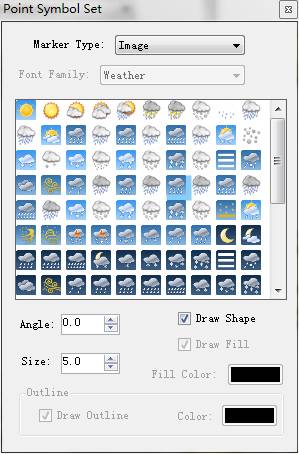 Point Symbol Set
Marker Type: Image
Font Family: Weather
Angle: 0.0
Draw Shape
Draw Fill
Size: 5.0
Fill Color:
Outline
Draw Outline
Color: